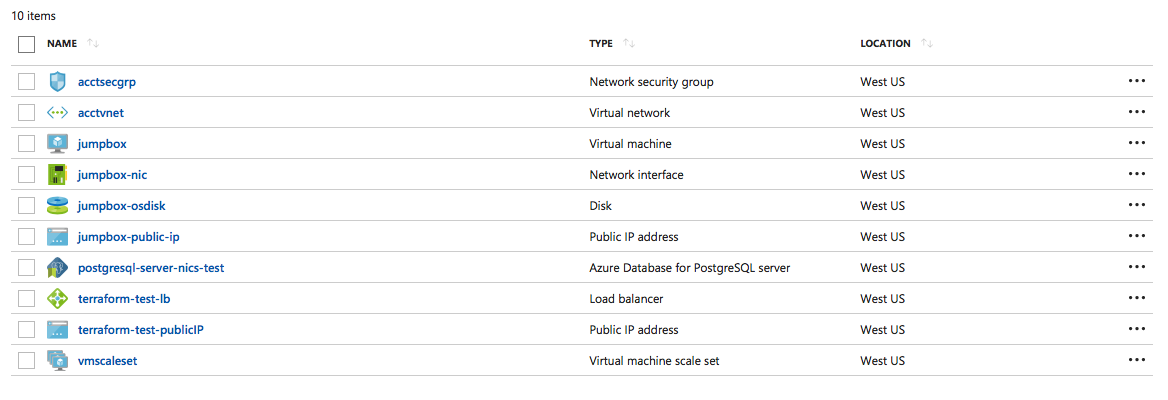 10 items
NAME TYPE LOCATION
acctsecgrp Network security group West US
acctvnet Virtual network West US
jumpbox Virtual machine West US
jumpbox-nic Network interface West US
jumpbox-osdisk Disk West US
jumpbox-public-ip Public IP address West US
postgresql-server-nics-test Azure Database for PostgreSQL server West US
terraform-test-lb Load balancer West US
terraform-test-publicIP Public IP address West US
vmscaleset Virtual machine scale set West US